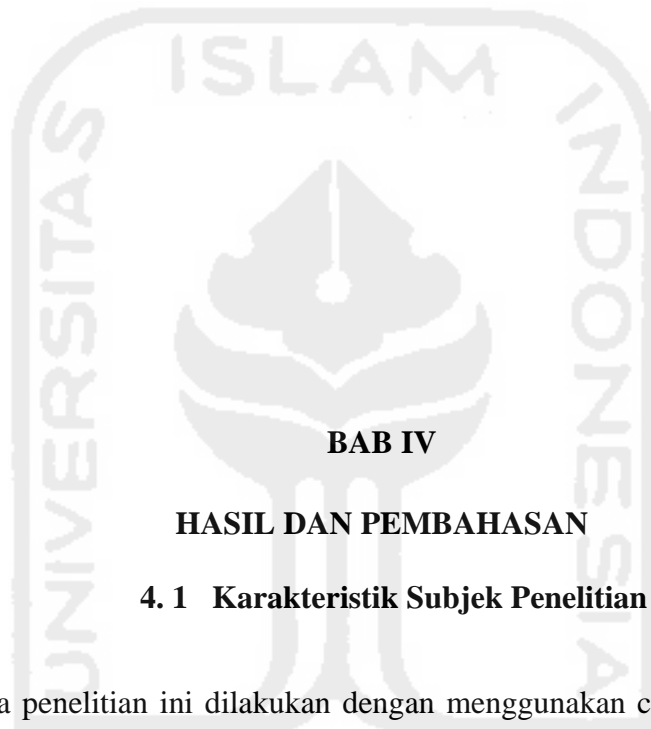 ISLAM
UNIVERSITAS
INDONESIA
BAB IV
HASIL DAN PEMBAHASAN
4. 1 Karakteristik Subjek Penelitian
penelitian ini dilakukan dengan menggunakan